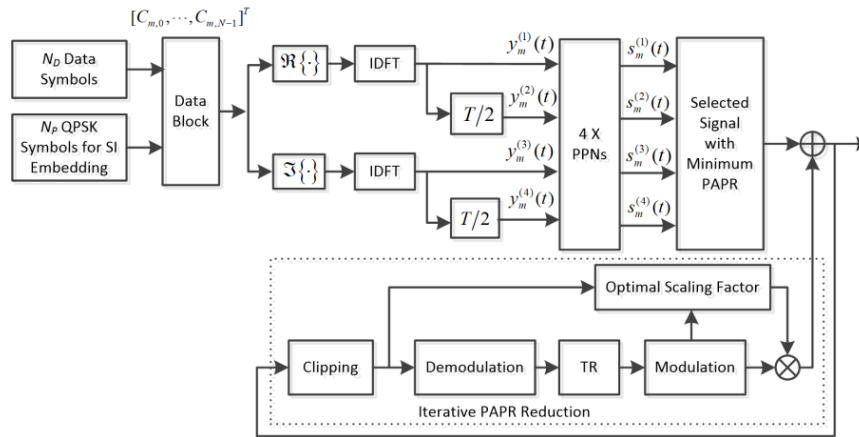 [C_{m,0}, ⋯, C_{m,N-1}]^T
N_D Data
Symbols
N_P QPSK
Symbols for SI
Embedding
Data
Block
ℜ{·}
IDFT
T/2
ℑ{·}
IDFT
T/2
y_m^{(1)}(t)
y_m^{(2)}(t)
y_m^{(3)}(t)
y_m^{(4)}(t)
4 X
PPNs
s_m^{(1)}(t)
s_m^{(2)}(t)
s_m^{(3)}(t)
s_m^{(4)}(t)
Selected
Signal
with
Minimum
PAPR
Optimal Scaling Factor
Clipping
Demodulation
TR
Modulation
Iterative PAPR Reduction